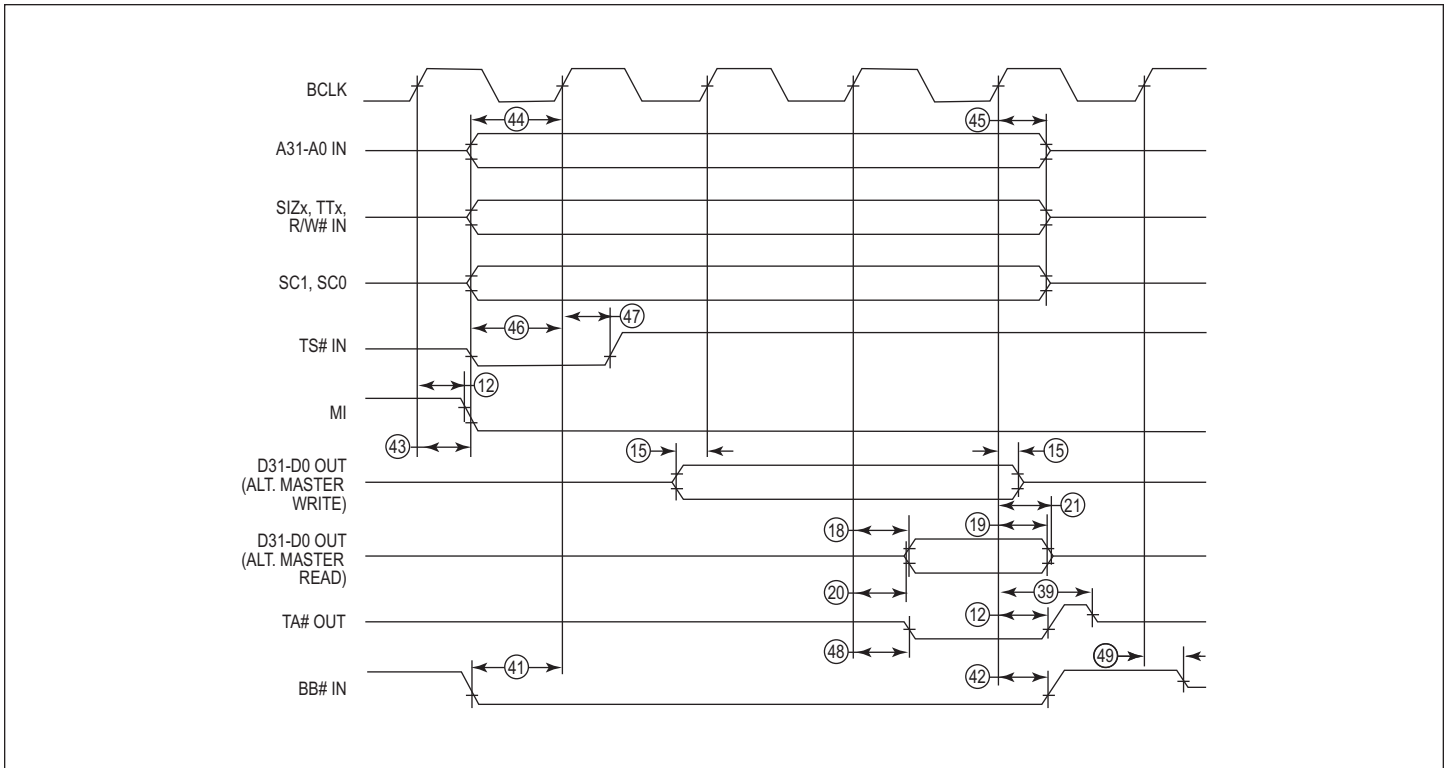 BCLK
44
45
A31-A0 IN
SIZx, TTx,
R/W# IN
SC1, SC0
46
47
TS# IN
12
MI
43
15
15
D31-D0 OUT
(ALT. MASTER
WRITE)
21
18
19
D31-D0 OUT
(ALT. MASTER
READ)
20
39
12
TA# OUT
48
49
41
42
BB# IN